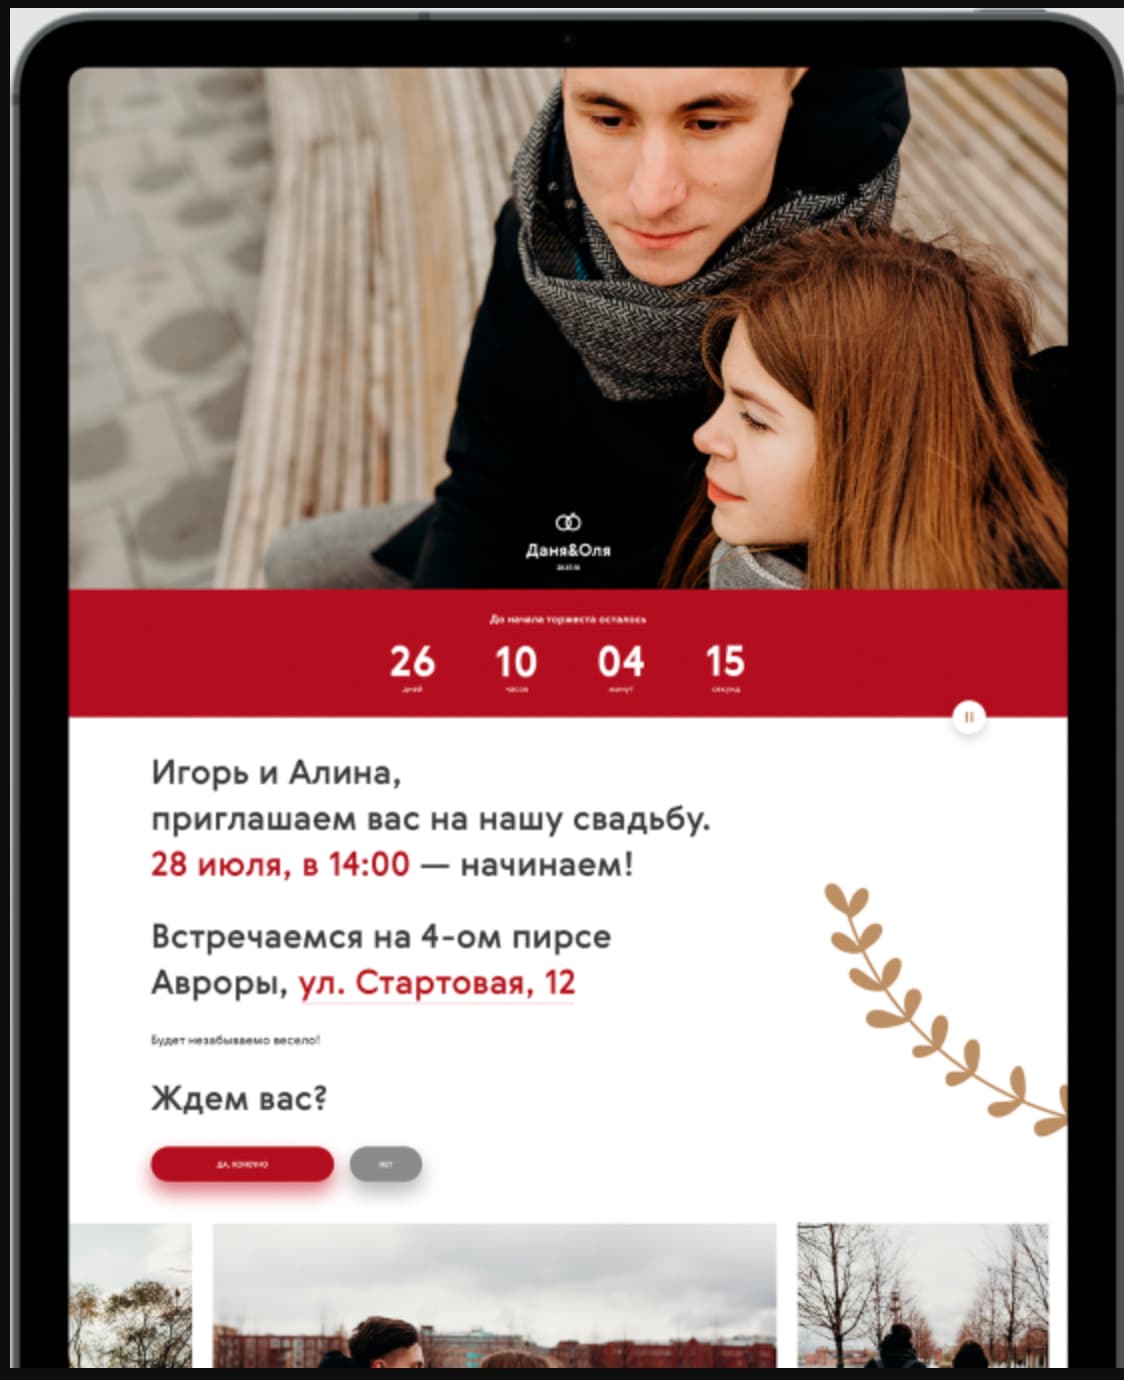 Даня&Оля
До начала торжеста осталось
26 10 04 15
дней часов минут секунд
Игорь и Алина,
приглашаем вас на нашу свадьбу.
28 июля, в 14:00 — начинаем!
Встречаемся на 4-ом пирсе
Авроры, ул. Стартовая, 12
Будет незабываемо весело!
Ждем вас?
ДА, КОНЕЧНО НЕТ